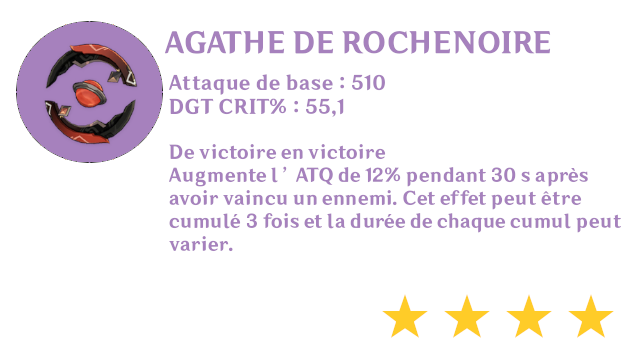 AGATHE DE ROCHENOIRE
Attaque de base : 510
DGT CRIT% : 55,1
De victoire en victoire
Augmente l ’ ATQ de 12% pendant 30 s après
avoir vaincu un ennemi. Cet effet peut être
cumulé 3 fois et la durée de chaque cumul peut
varier.